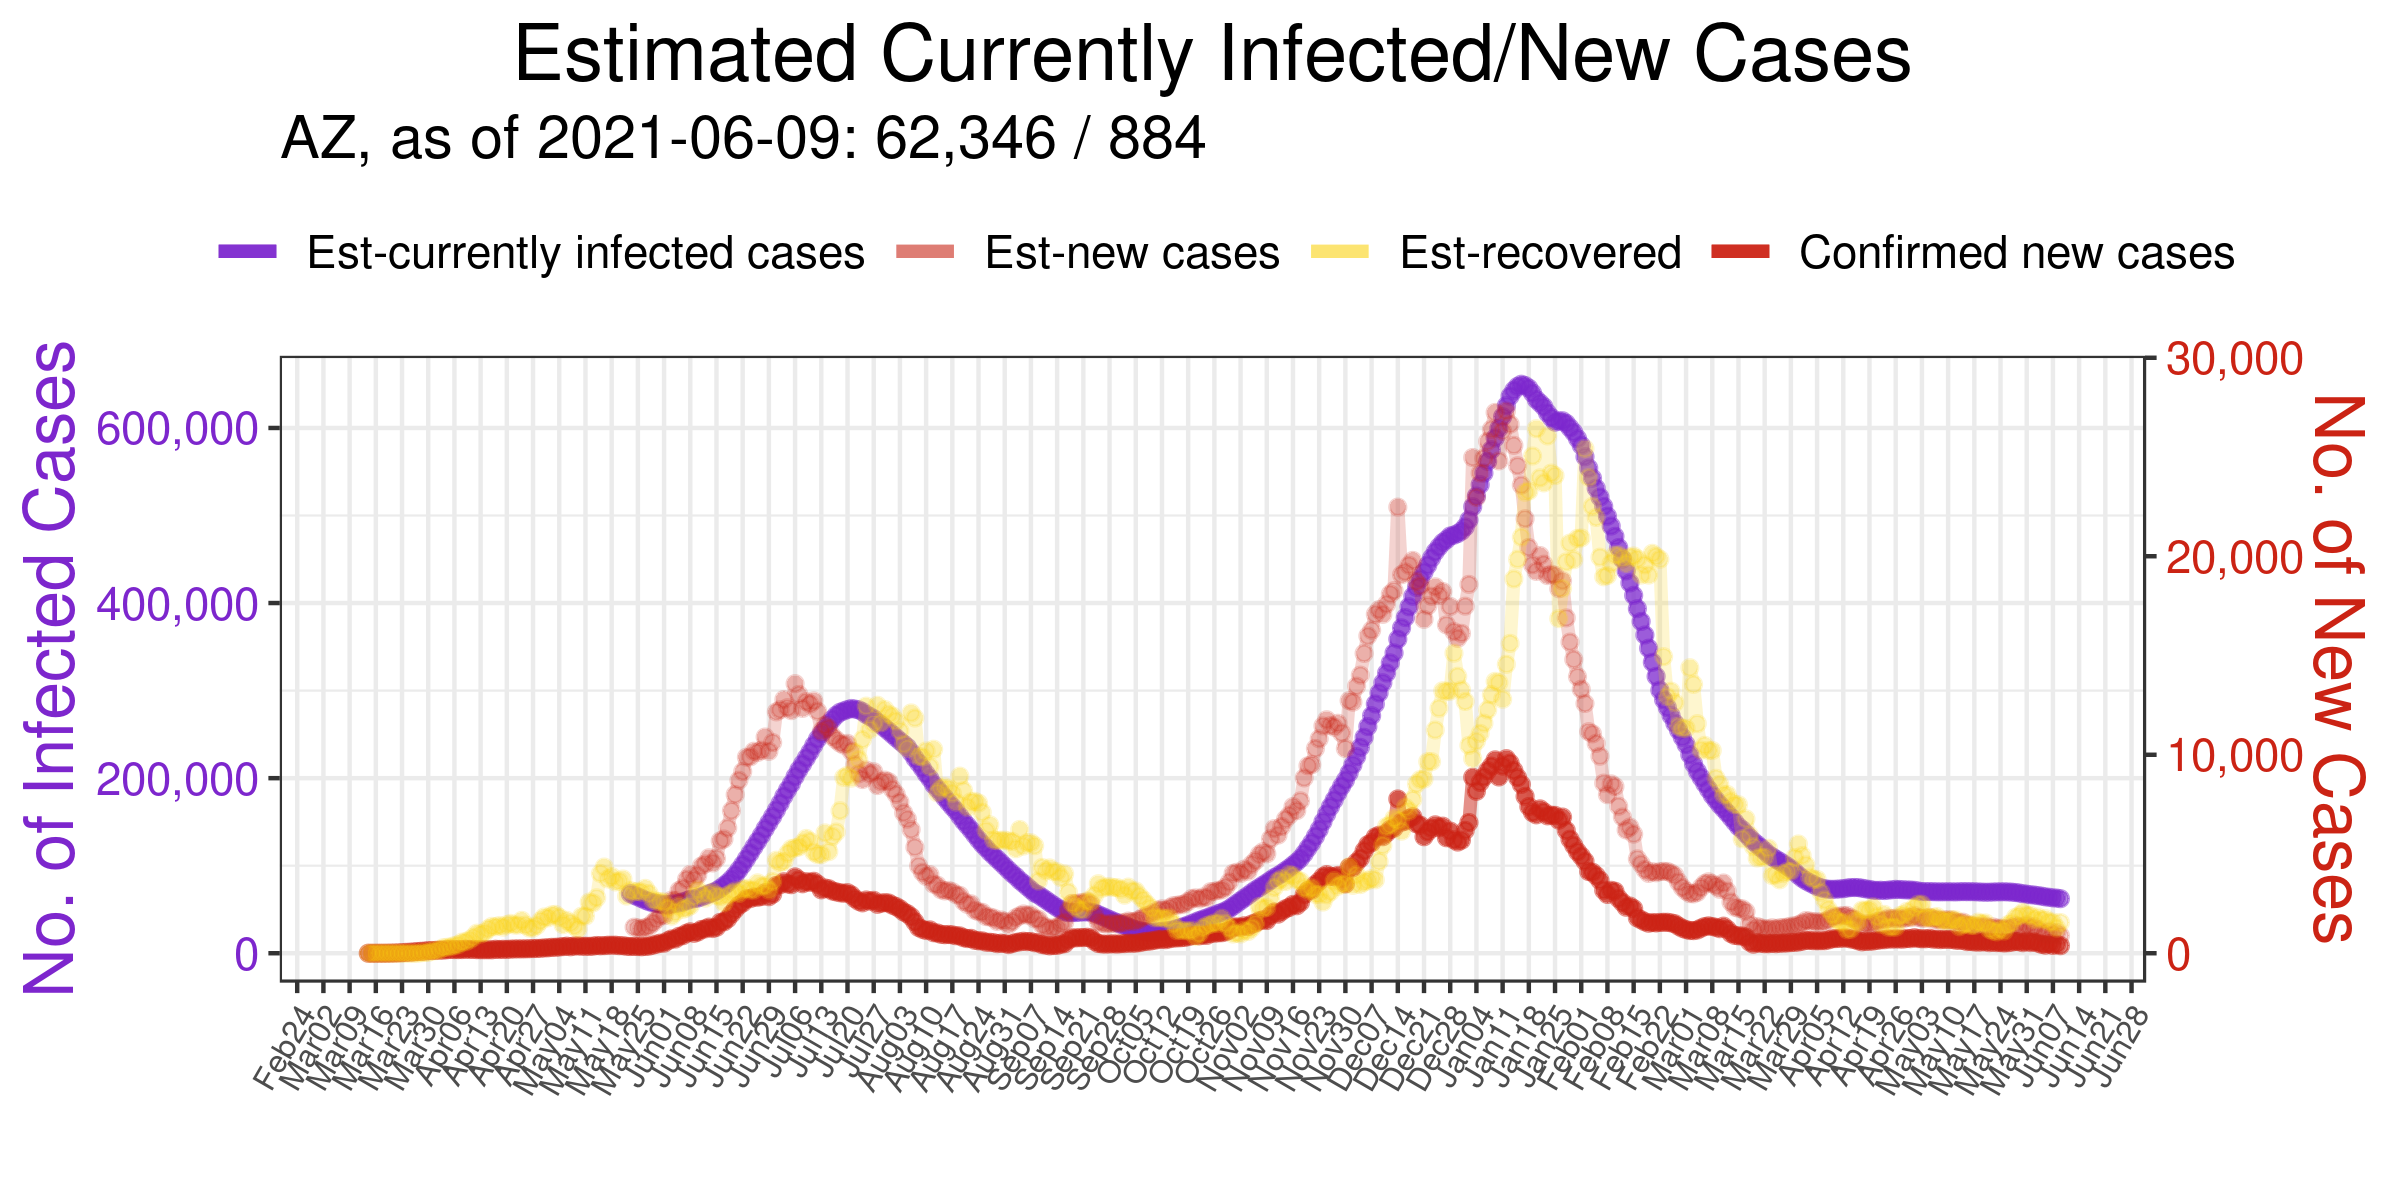 Estimated Currently Infected/New Cases
AZ, as of 2021-06-09: 62,346 / 884
Est-currently infected cases Est-new cases Est-recovered Confirmed new cases
No. of Infected Cases
600,000
400,000
200,000
0
30,000
20,000
10,000
0
No. of New Cases
Feb24
Mar02
Mar09
Mar16
Mar23
Mar30
Apr06
Apr13
Apr20
Apr27
May04
May11
May18
May25
Jun01
Jun08
Jun15
Jun22
Jun29
Jul06
Jul13
Jul20
Jul27
Aug03
Aug10
Aug17
Aug24
Aug31
Sep07
Sep14
Sep21
Sep28
Oct05
Oct12
Oct19
Oct26
Nov02
Nov09
Nov16
Nov23
Nov30
Dec07
Dec14
Dec21
Dec28
Jan04
Jan11
Jan18
Jan25
Feb01
Feb08
Feb15
Feb22
Mar01
Mar08
Mar15
Mar22
Mar29
Apr05
Apr12
Apr19
Apr26
May03
May10
May17
May24
May31
Jun07
Jun14
Jun21
Jun28